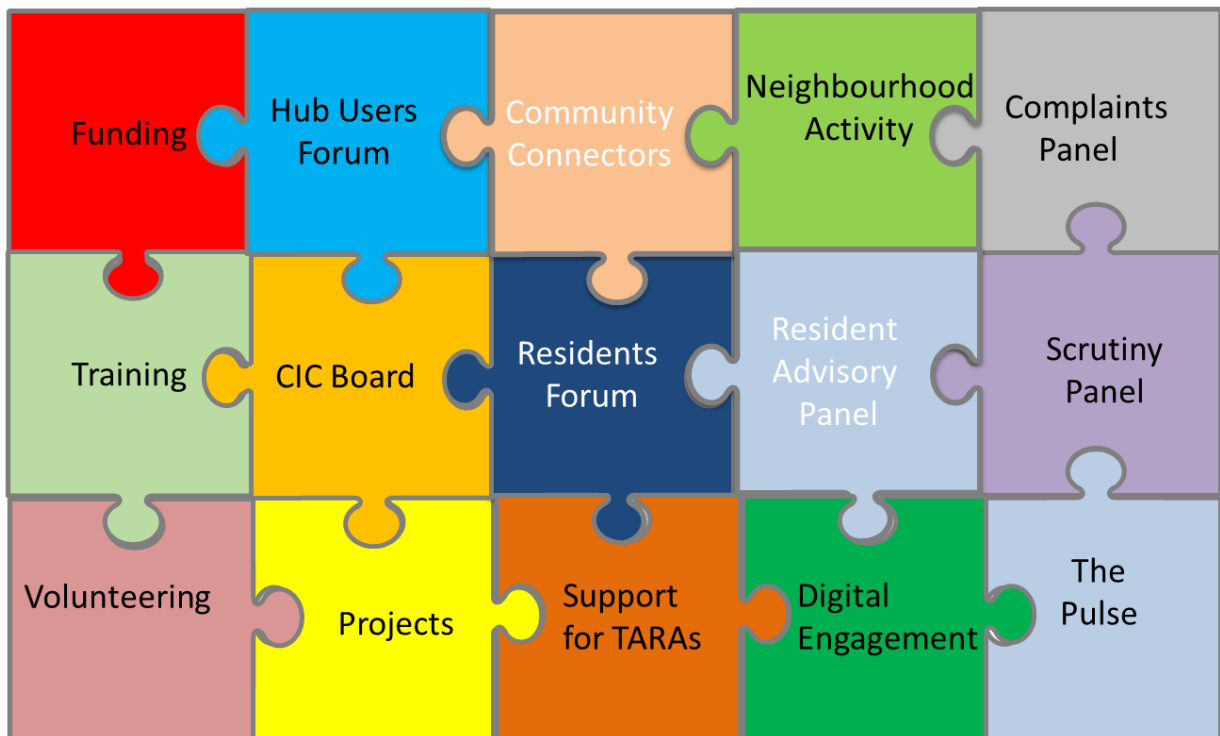 Funding
Hub Users
Forum
Community
Connectors
Neighbourhood
Activity
Complaints
Panel
Training
CIC Board
Residents
Forum
Resident
Advisory
Panel
Scrutiny
Panel
Volunteering
Projects
Support
for TARAs
Digital
Engagement
The
Pulse